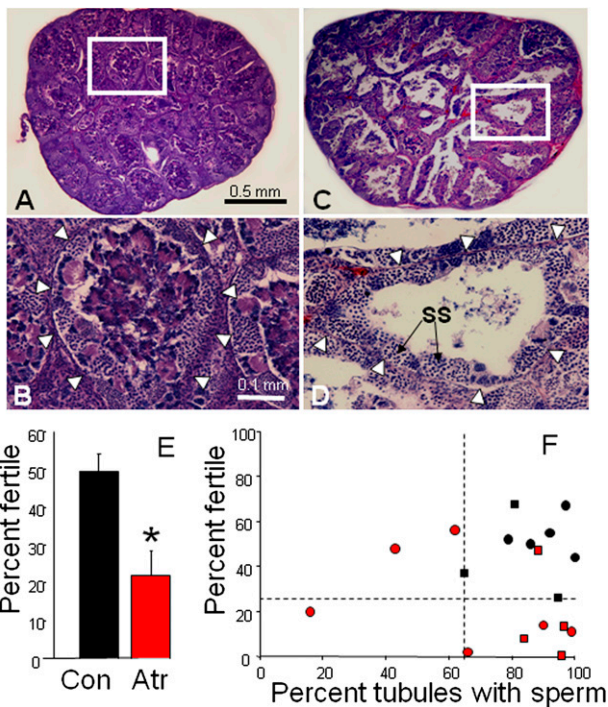 A
0.5 mm
C
B
0.1 mm
SS
D
E
Percent fertile
60
50
40
30
20
10
0
*
Con Atr
F
Percent fertile
100
80
60
40
20
0
0 20 40 60 80 100
Percent tubules with sperm